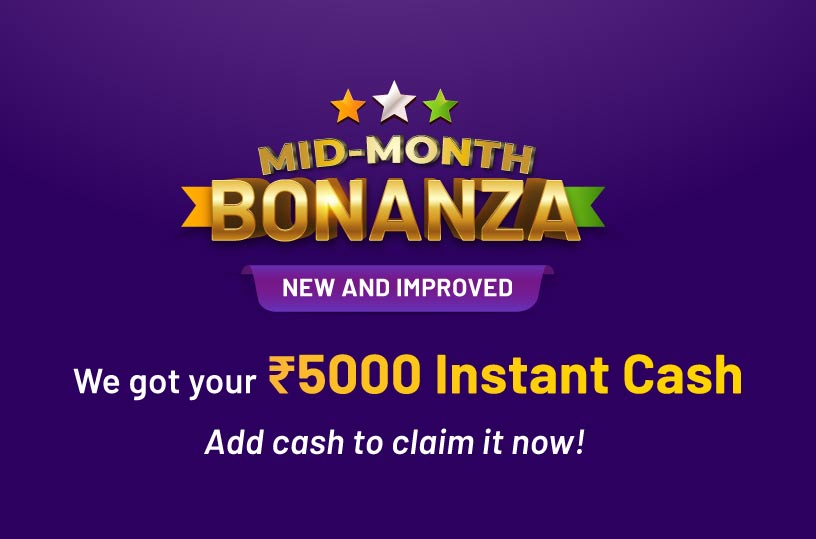 MID-MONTH
BONANZA
NEW AND IMPROVED
We got your ₹5000 Instant Cash
Add cash to claim it now!